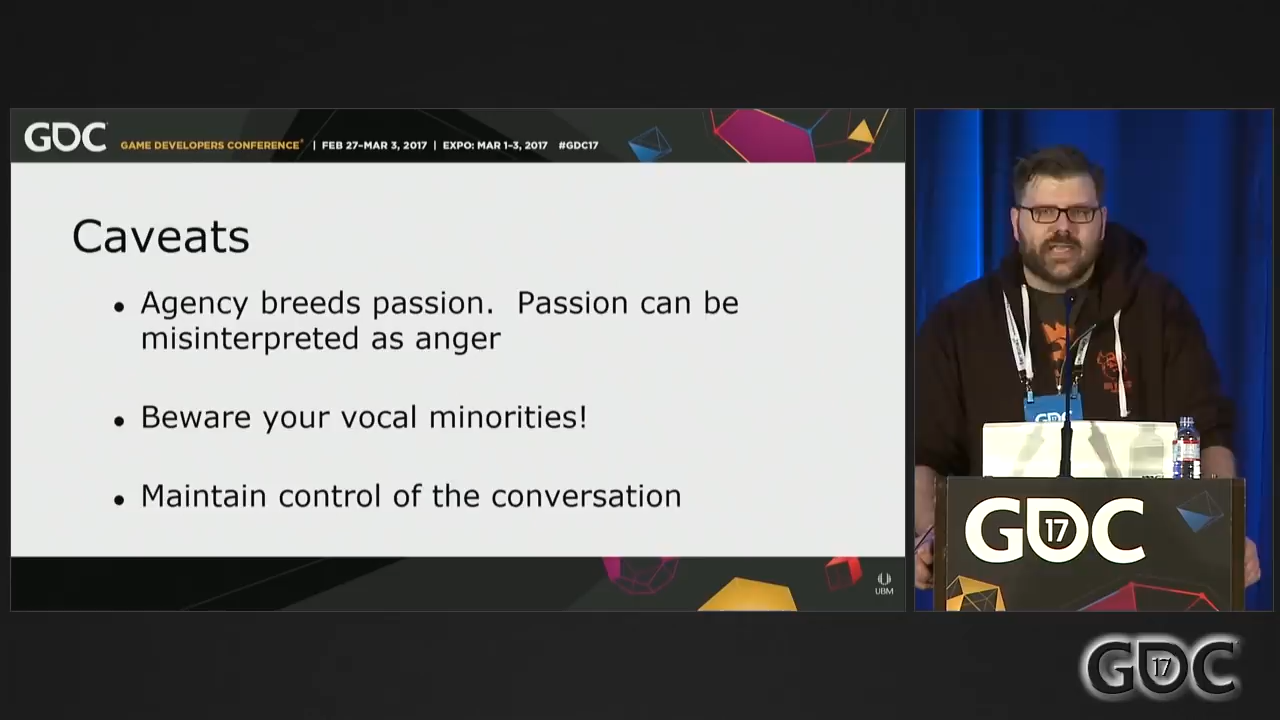 GDC GAME DEVELOPERS CONFERENCE® | FEB 27-MAR 3, 2017 | EXPO: MAR 1-3, 2017 #GDC17
Caveats
• Agency breeds passion.  Passion can be
misinterpreted as anger
• Beware your vocal minorities!
• Maintain control of the conversation
UBM
GDC
GDC 17
GDC 17